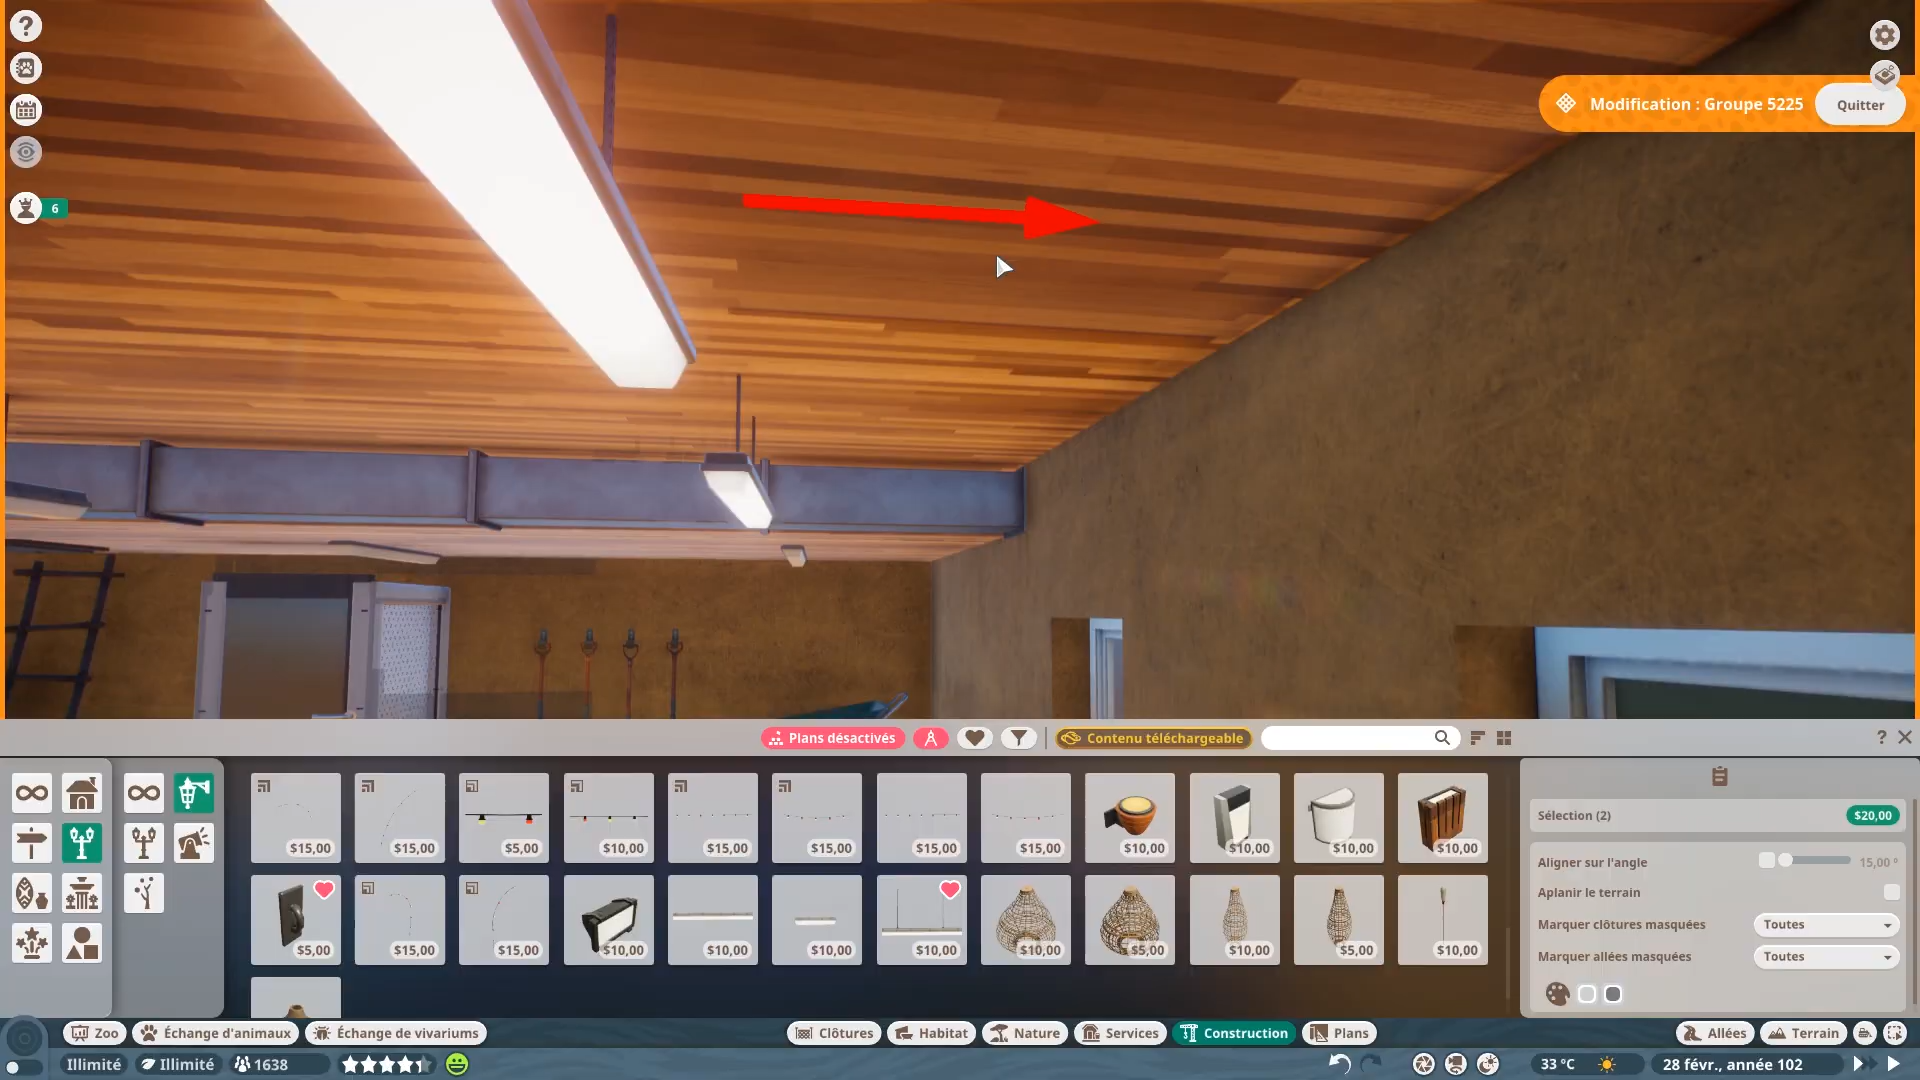 ?
6
Modification : Groupe 5225
Quitter
Plans désactivés
Contenu téléchargeable
?
$15,00
$15,00
$5,00
$10,00
$15,00
$15,00
$15,00
$15,00
$10,00
$10,00
$10,00
$10,00
$5,00
$15,00
$15,00
$10,00
$10,00
$10,00
$10,00
$10,00
$5,00
$10,00
$5,00
$10,00
Sélection (2)
$20,00
Aligner sur l'angle
15,00 °
Aplanir le terrain
Marquer clôtures masquées
Toutes
Marquer allées masquées
Toutes
Zoo
Échange d'animaux
Échange de vivariums
Clôtures
Habitat
Nature
Services
Construction
Plans
Allées
Terrain
Illimité
Illimité
1638
33 °C
28 févr., année 102